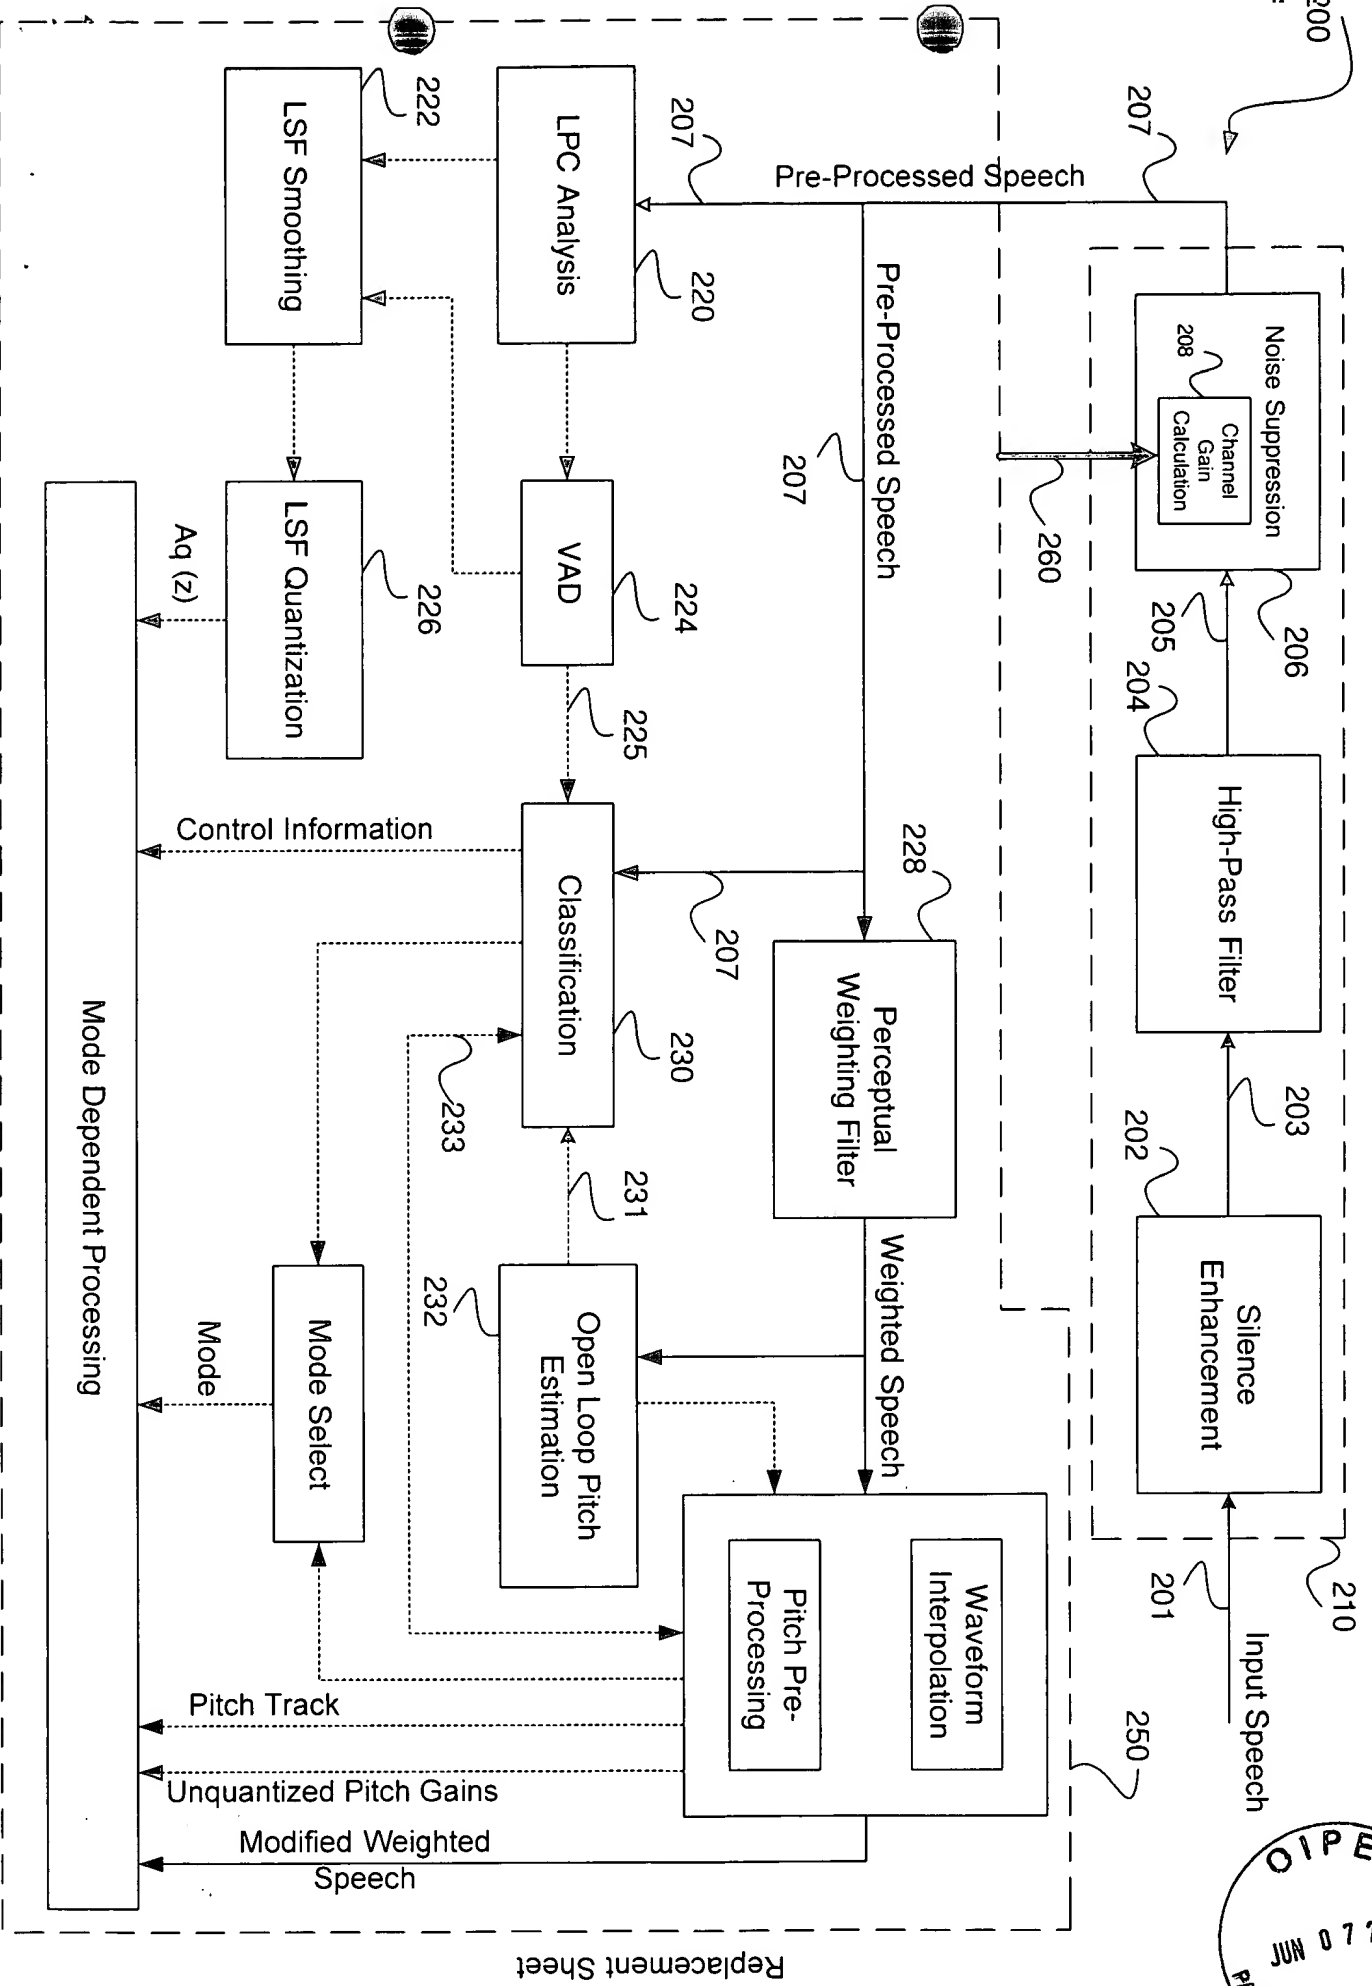 200
Input Speech
201
210
Silence
Enhancement
202
203
High-Pass Filter
204
205
Noise Suppression
206
208
Channel
Gain
Calculation
207
Pre-Processed Speech
260
250
207
Pre-Processed Speech
207
228
Perceptual
Weighting Filter
Weighted Speech
Waveform
Interpolation
Pitch Pre-
Processing
LPC Analysis
220
VAD
224
225
207
Classification
230
231
Open Loop Pitch
Estimation
232
233
222
LSF Smoothing
226
LSF Quantization
Aq (z)
Control Information
Mode Select
Mode
Pitch Track
Unquantized Pitch Gains
Modified Weighted
Speech
Mode Dependent Processing
Replacement Sheet
OIPE
JUN 0 7